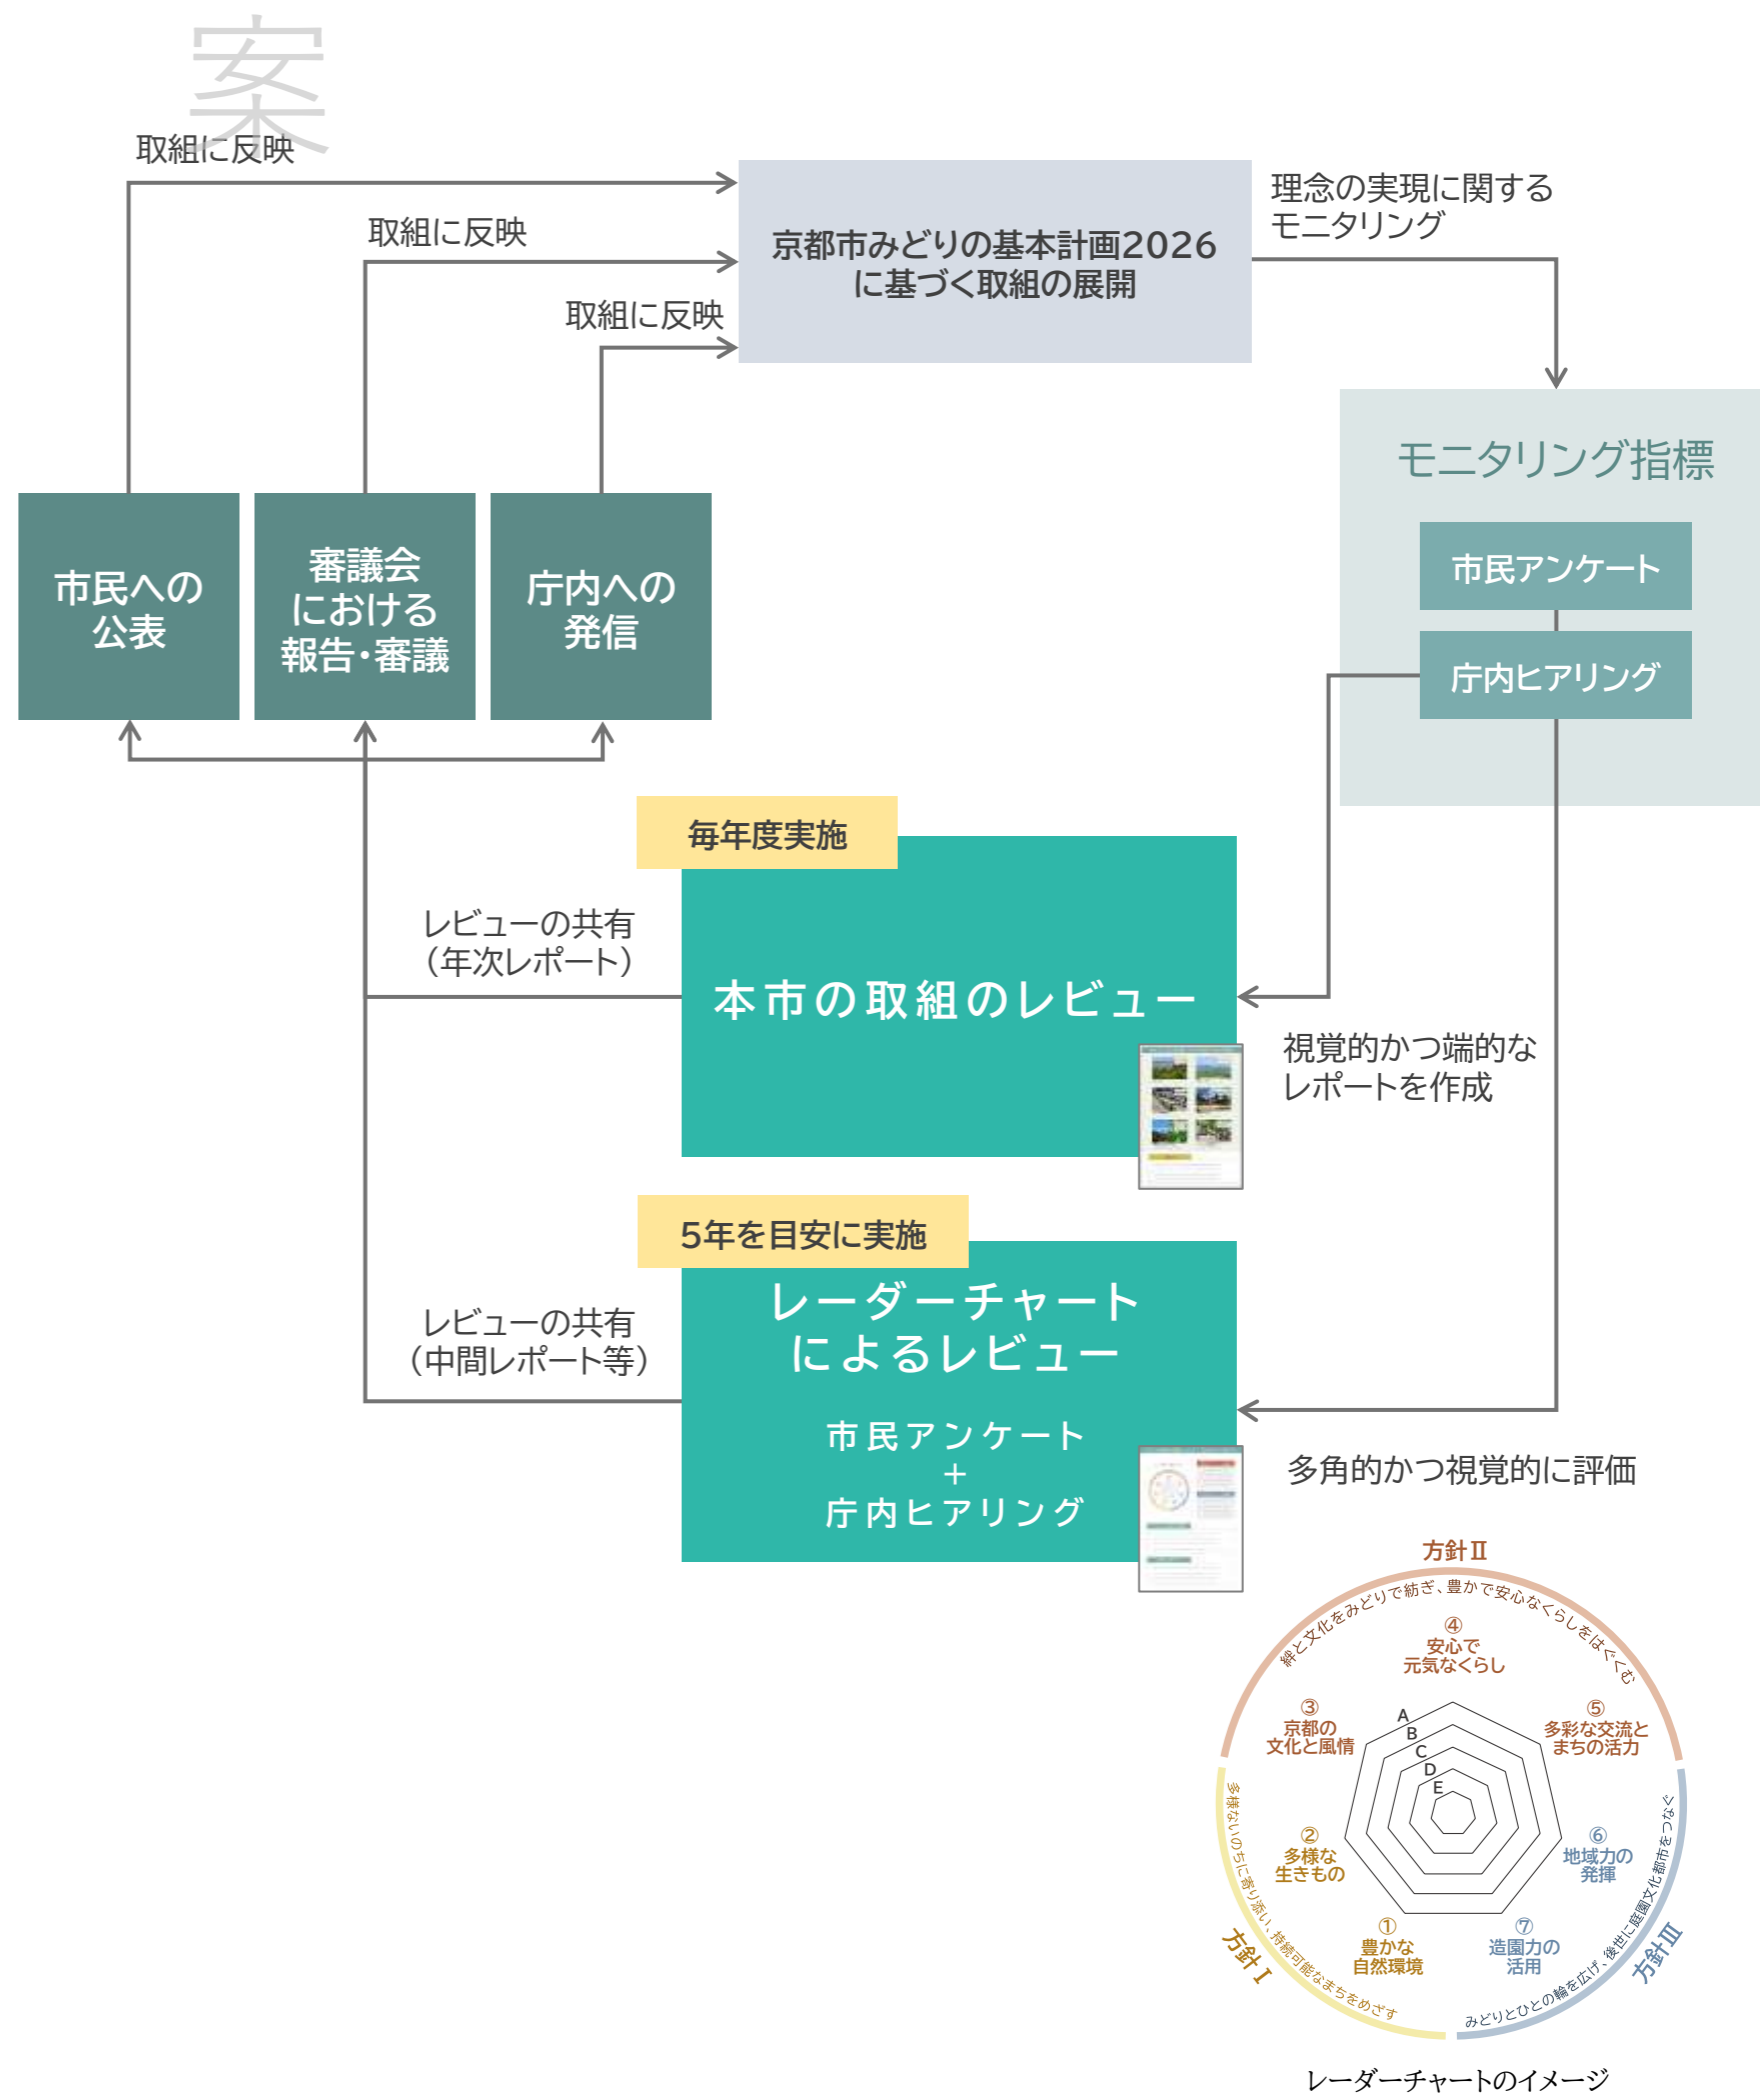 案
取組に反映
取組に反映
取組に反映
京都市みどりの基本計画2026
に基づく取組の展開
理念の実現に関する
モニタリング
モニタリング指標
市民アンケート
庁内ヒアリング
市民への
公表
審議会
における
報告・審議
庁内への
発信
毎年度実施
本市の取組のレビュー
レビューの共有
（年次レポート）
視覚的かつ端的な
レポートを作成
5年を目安に実施
レーダーチャート
によるレビュー
市民アンケート
＋
庁内ヒアリング
レビューの共有
（中間レポート等）
多角的かつ視覚的に評価
方針Ⅱ
絆と文化をみどりで紡ぎ、豊かで安心なくらしをはぐくむ
④
安心で
元気なくらし
③
京都の
文化と風情
⑤
多彩な交流と
まちの活力
A
B
C
D
E
②
多様な
生きもの
⑥
地域力の
発揮
①
豊かな
自然環境
⑦
造園力の
活用
方針Ⅰ
多様ないのちに寄り添い、持続可能なまちをめざす
方針Ⅲ
みどりとひとの輪を広げ、後世に庭園文化都市をつなぐ
レーダーチャートのイメージ